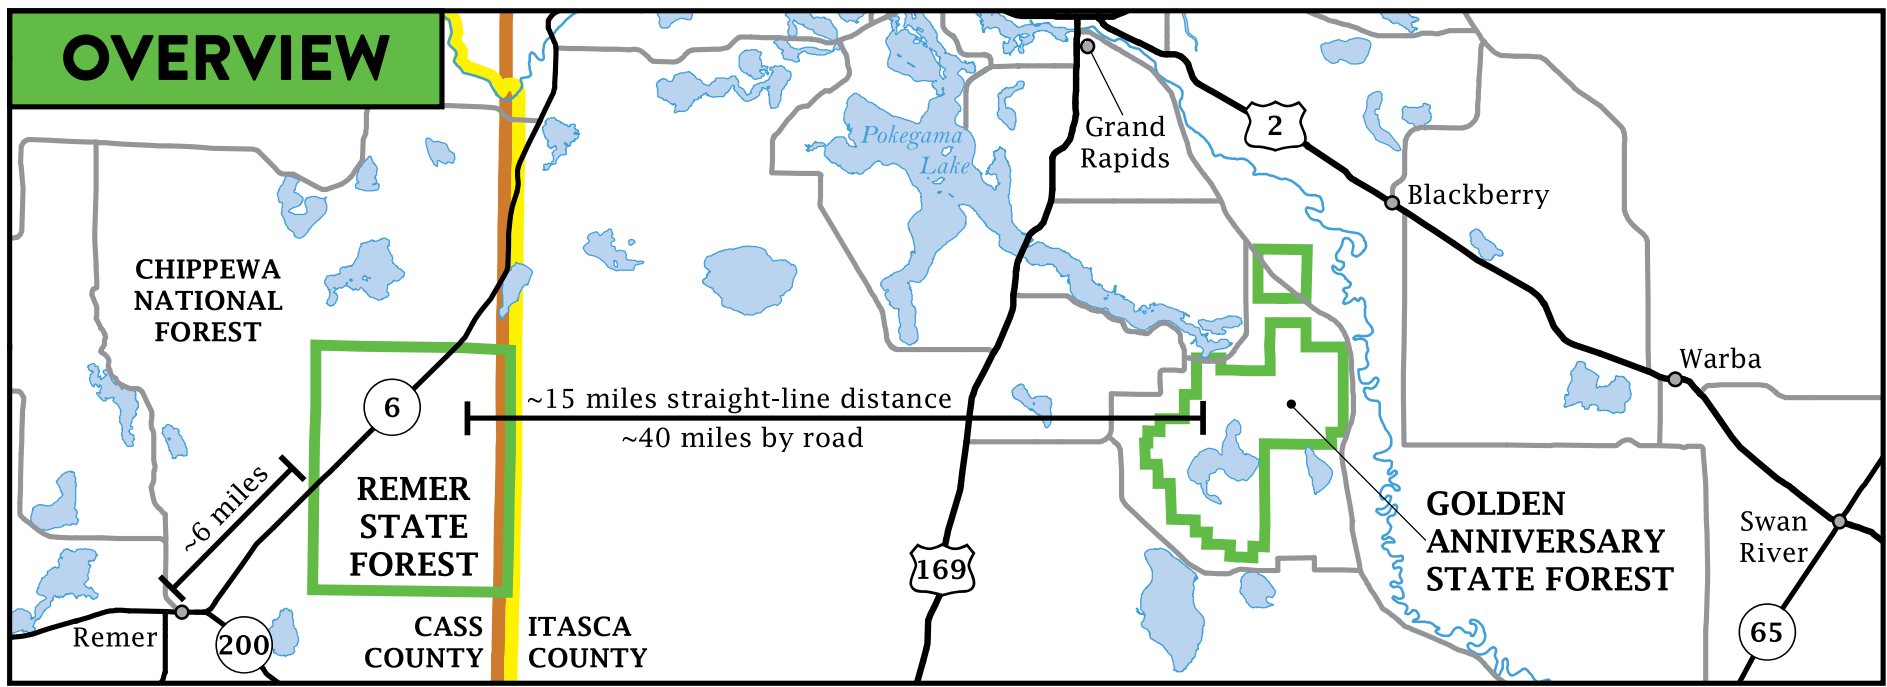 OVERVIEW
Grand
Rapids
2
Pokegama
Lake
Blackberry
CHIPPEWA
NATIONAL
FOREST
Warba
6
~15 miles straight-line distance
~40 miles by road
~6 miles
REMER
STATE
FOREST
GOLDEN
ANNIVERSARY
STATE FOREST
Swan
River
169
Remer
200
CASS
COUNTY
ITASCA
COUNTY
65